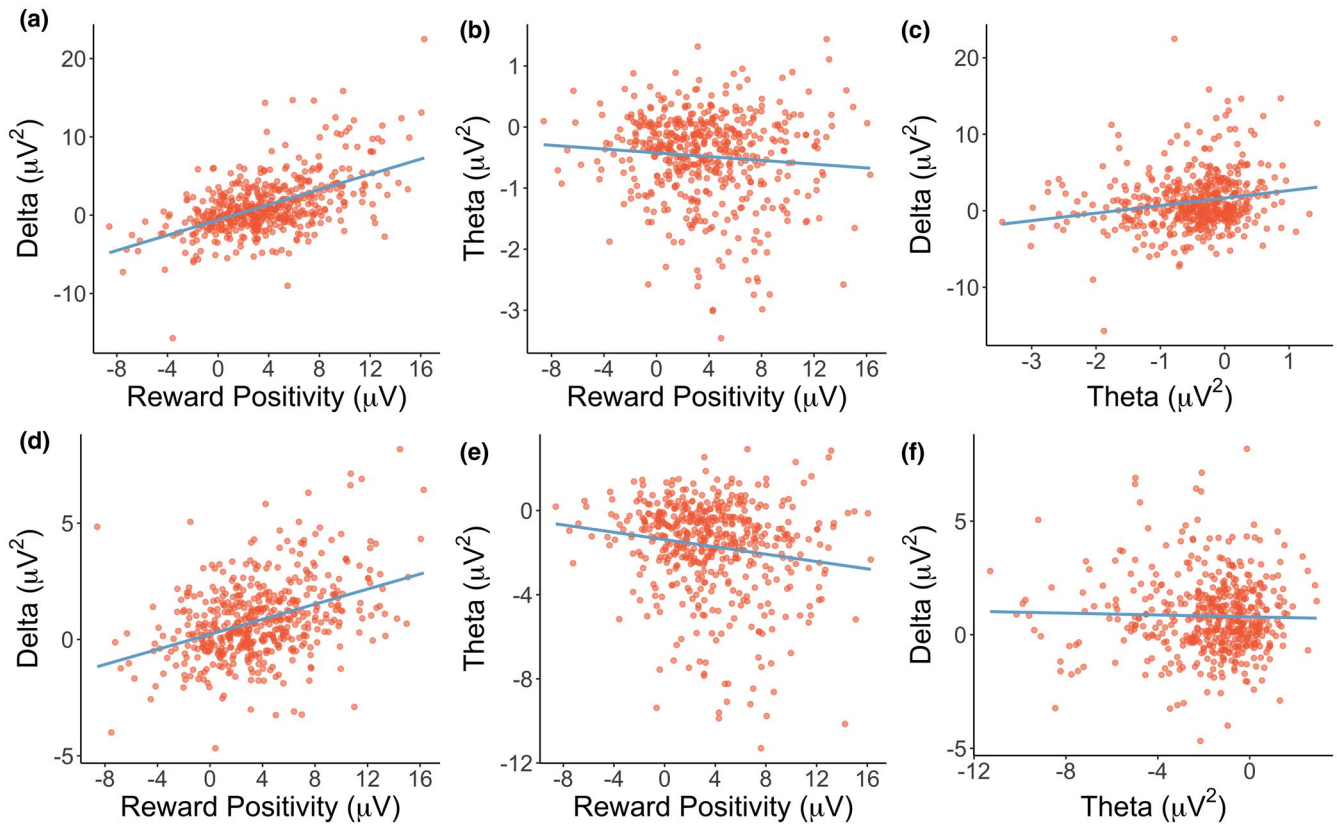 (a)
20
10
0
-10
Delta (μV²)
-8 -4 0 4 8 12 16
Reward Positivity (μV)
(b)
1
0
-1
-2
-3
Theta (μV²)
-8 -4 0 4 8 12 16
Reward Positivity (μV)
(c)
20
10
0
-10
Delta (μV²)
-3 -2 -1 0 1
Theta (μV²)
(d)
5
0
-5
Delta (μV²)
-8 -4 0 4 8 12 16
Reward Positivity (μV)
(e)
0
-4
-8
-12
Theta (μV²)
-8 -4 0 4 8 12 16
Reward Positivity (μV)
(f)
5
0
-5
Delta (μV²)
-12 -8 -4 0
Theta (μV²)